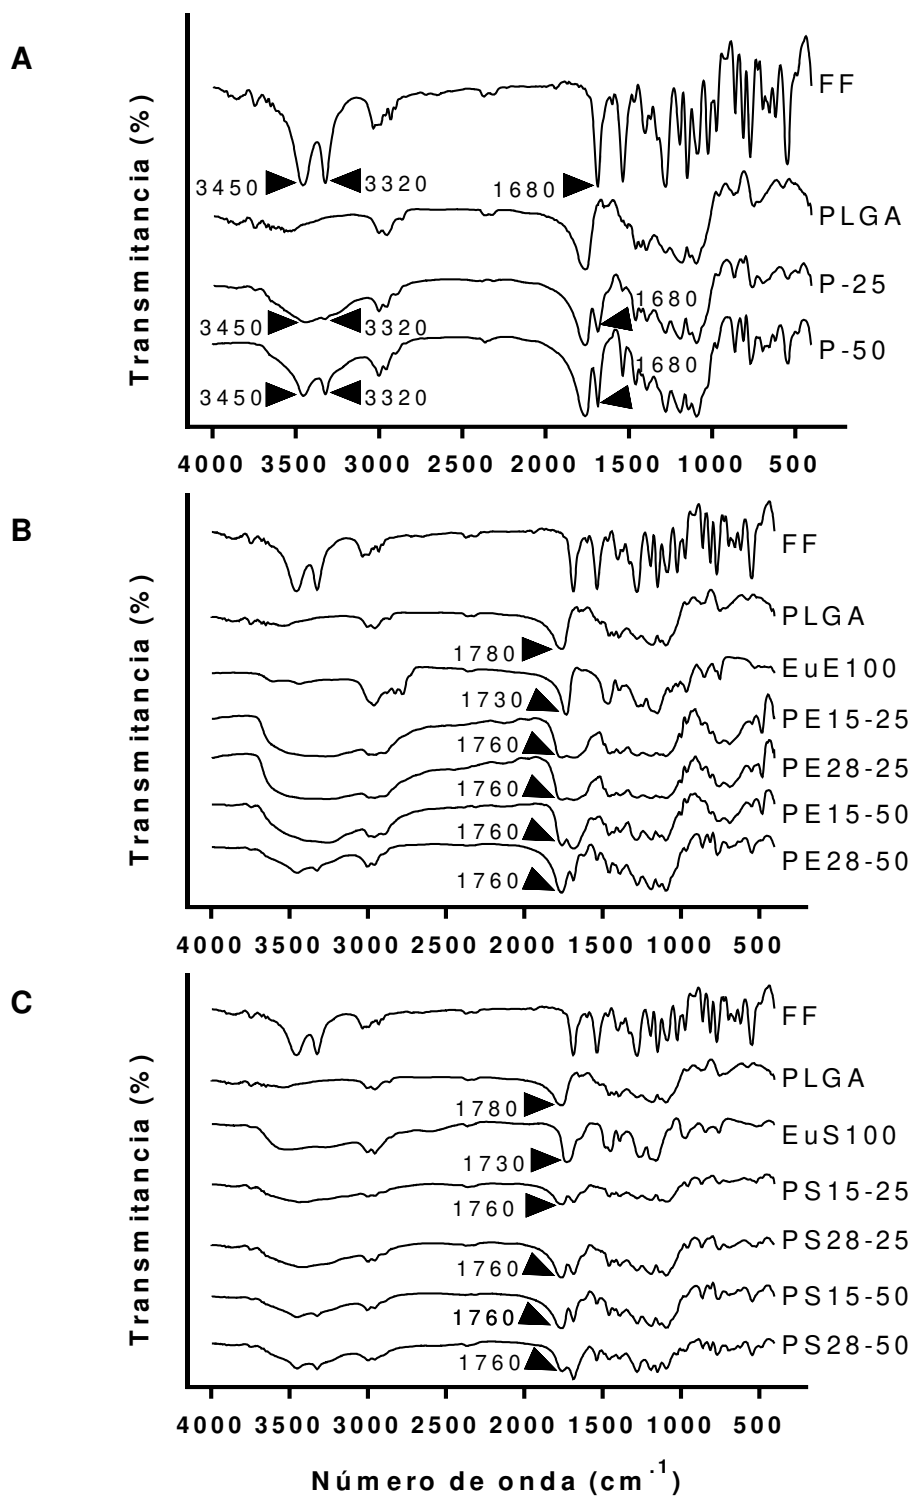 A
Transmitancia (%)
FF
3450
3320
1680
PLGA
P-25
1680
3450
3320
P-50
1680
3450
3320
4000 3500 3000 2500 2000 1500 1000 500
B
Transmitancia (%)
FF
PLGA
1780
EuE100
1730
PE15-25
1760
PE28-25
1760
PE15-50
1760
PE28-50
1760
4000 3500 3000 2500 2000 1500 1000 500
C
Transmitancia (%)
FF
PLGA
1780
EuS100
1730
PS15-25
1760
PS28-25
1760
PS15-50
1760
PS28-50
1760
4000 3500 3000 2500 2000 1500 1000 500
Número de onda (cm⁻¹)